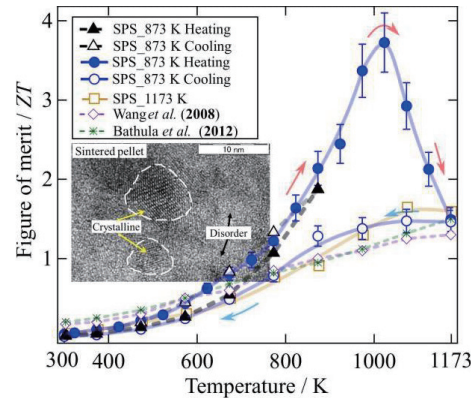 4
3
2
1
Figure of merit / ZT
SPS_873 K Heating
SPS_873 K Cooling
SPS_873 K Heating
SPS_873 K Cooling
SPS_1173 K
Wang et al. (2008)
Bathula et al. (2012)
Sintered pellet
10 nm
Crystalline
Disorder
300 400 600 800 1000 1173
Temperature / K